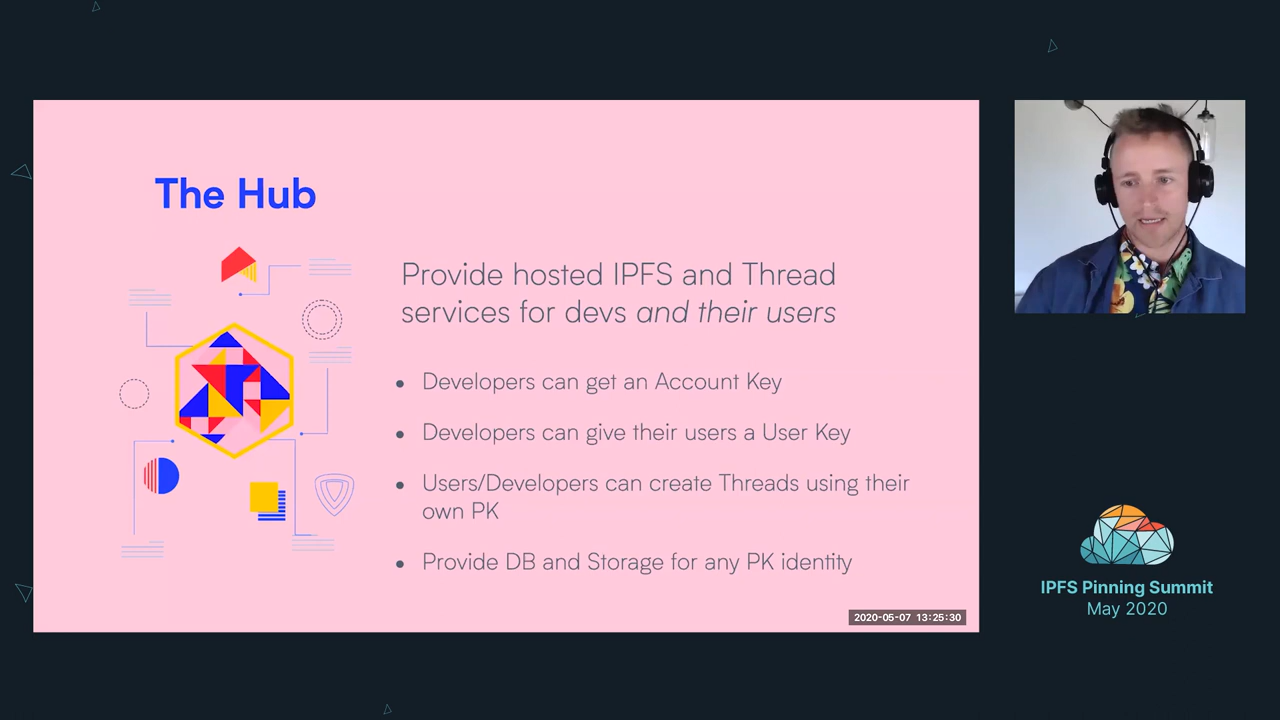 The Hub
Provide hosted IPFS and Thread
services for devs and their users
• Developers can get an Account Key
• Developers can give their users a User Key
• Users/Developers can create Threads using their
own PK
• Provide DB and Storage for any PK identity
2020-05-07 13:25:30
IPFS Pinning Summit
May 2020